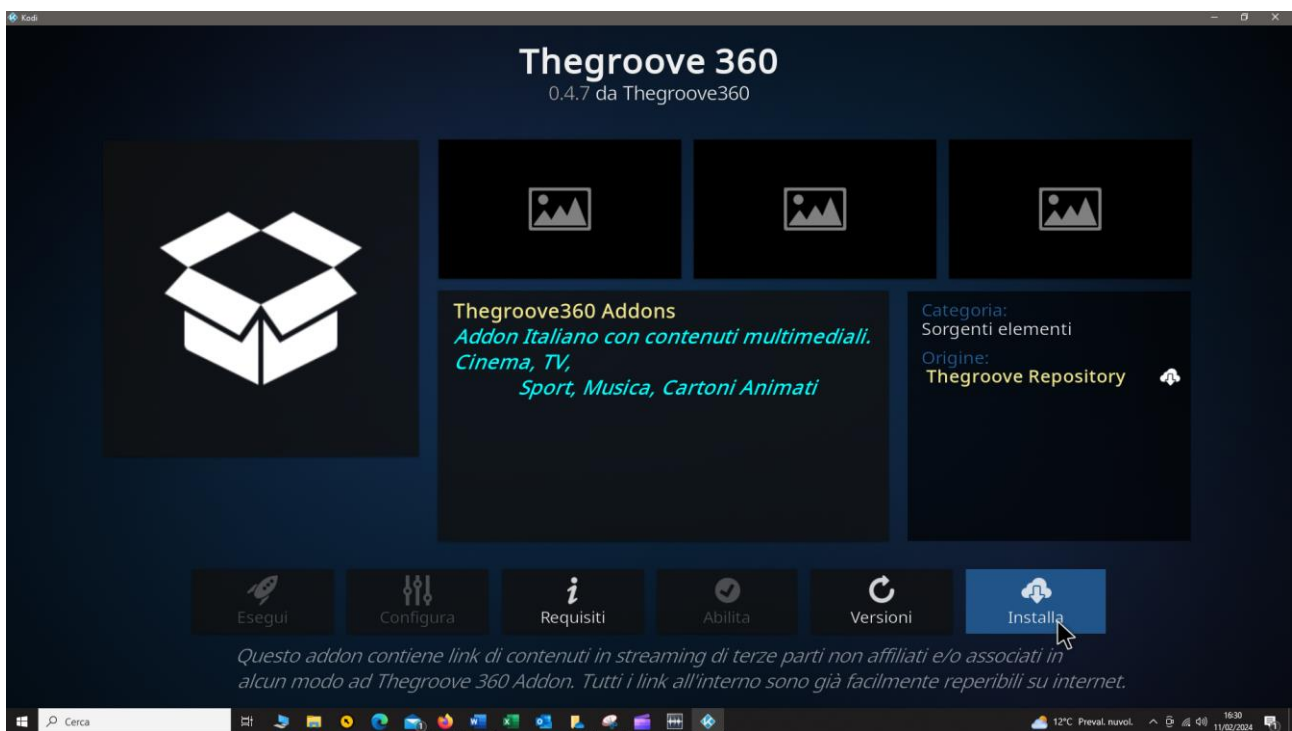 Kodi
Thegroove 360
0.4.7 da Thegroove360
Thegroove360 Addons
Addon Italiano con contenuti multimediali.
Cinema, TV,
Sport, Musica, Cartoni Animati
Categoria:
Sorgenti elementi
Origine:
Thegroove Repository
Esegui
Configura
Requisiti
Abilita
Versioni
Installa
Questo addon contiene link di contenuti in streaming di terze parti non affiliati e/o associati in
alcun modo ad Thegroove 360 Addon. Tutti i link all'interno sono già facilmente reperibili su internet.
Cerca
12°C Preval. nuvol.
16:30
11/02/2024